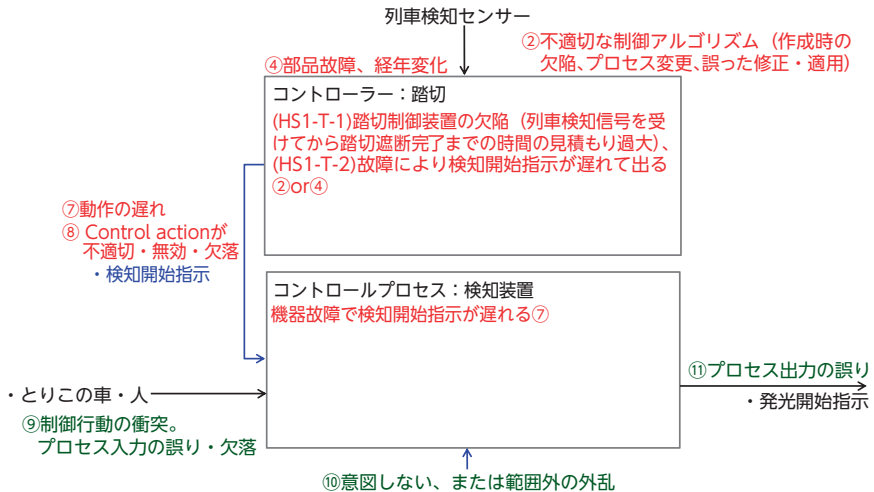 列車検知センサー
②不適切な制御アルゴリズム（作成時の
欠陥、プロセス変更、誤った修正・適用）
④部品故障、経年変化
コントローラー：踏切
(HS1-T-1)踏切制御装置の欠陥（列車検知信号を受
けてから踏切遮断完了までの時間の見積もり過大）、
(HS1-T-2)故障により検知開始指示が遅れて出る
②or④
⑦動作の遅れ
⑧ Control actionが
不適切・無効・欠落
・検知開始指示
コントロールプロセス：検知装置
機器故障で検知開始指示が遅れる⑦
・とりこの車・人
⑨制御行動の衝突。
プロセス入力の誤り・欠落
⑪プロセス出力の誤り
・発光開始指示
⑩意図しない、または範囲外の外乱